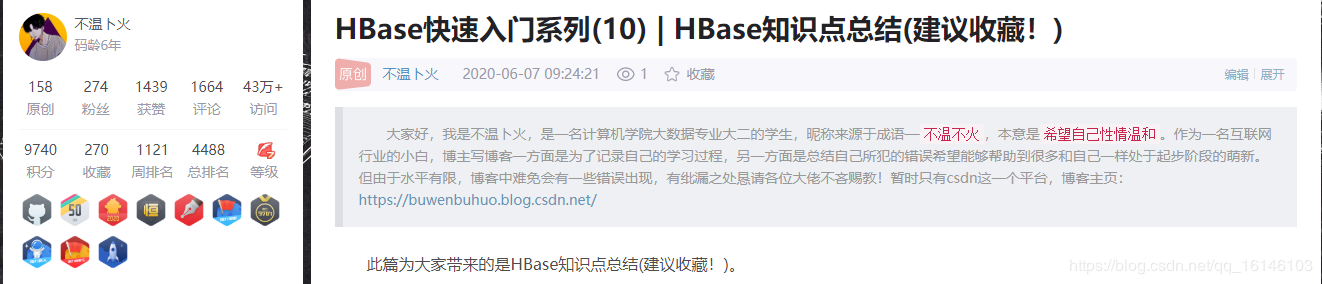 不温卜火
码龄6年
158 274 1439 1664 43万+
原创 粉丝 获赞 评论 访问
9740 270 1121 4488
积分 收藏 周排名 总排名 等级
HBase快速入门系列(10) | HBase知识点总结(建议收藏！)
原创 不温卜火 2020-06-07 09:24:21 1 收藏 编辑 展开
大家好，我是不温卜火，是一名计算机学院大数据专业大二的学生，昵称来源于成语—不温不火，本意是希望自己性情温和。作为一名互联网
行业的小白，博主写博客一方面是为了记录自己的学习过程，另一方面是总结自己所犯的错误希望能够帮助到很多和自己一样处于起步阶段的萌新。
但由于水平有限，博客中难免会有一些错误出现，有纰漏之处恳请各位大佬不吝赐教！暂时只有csdn这一个平台，博客主页：
https://buwenbuhuo.blog.csdn.net/
此篇为大家带来的是HBase知识点总结(建议收藏！)。
https://blog.csdn.net/qq_16146103